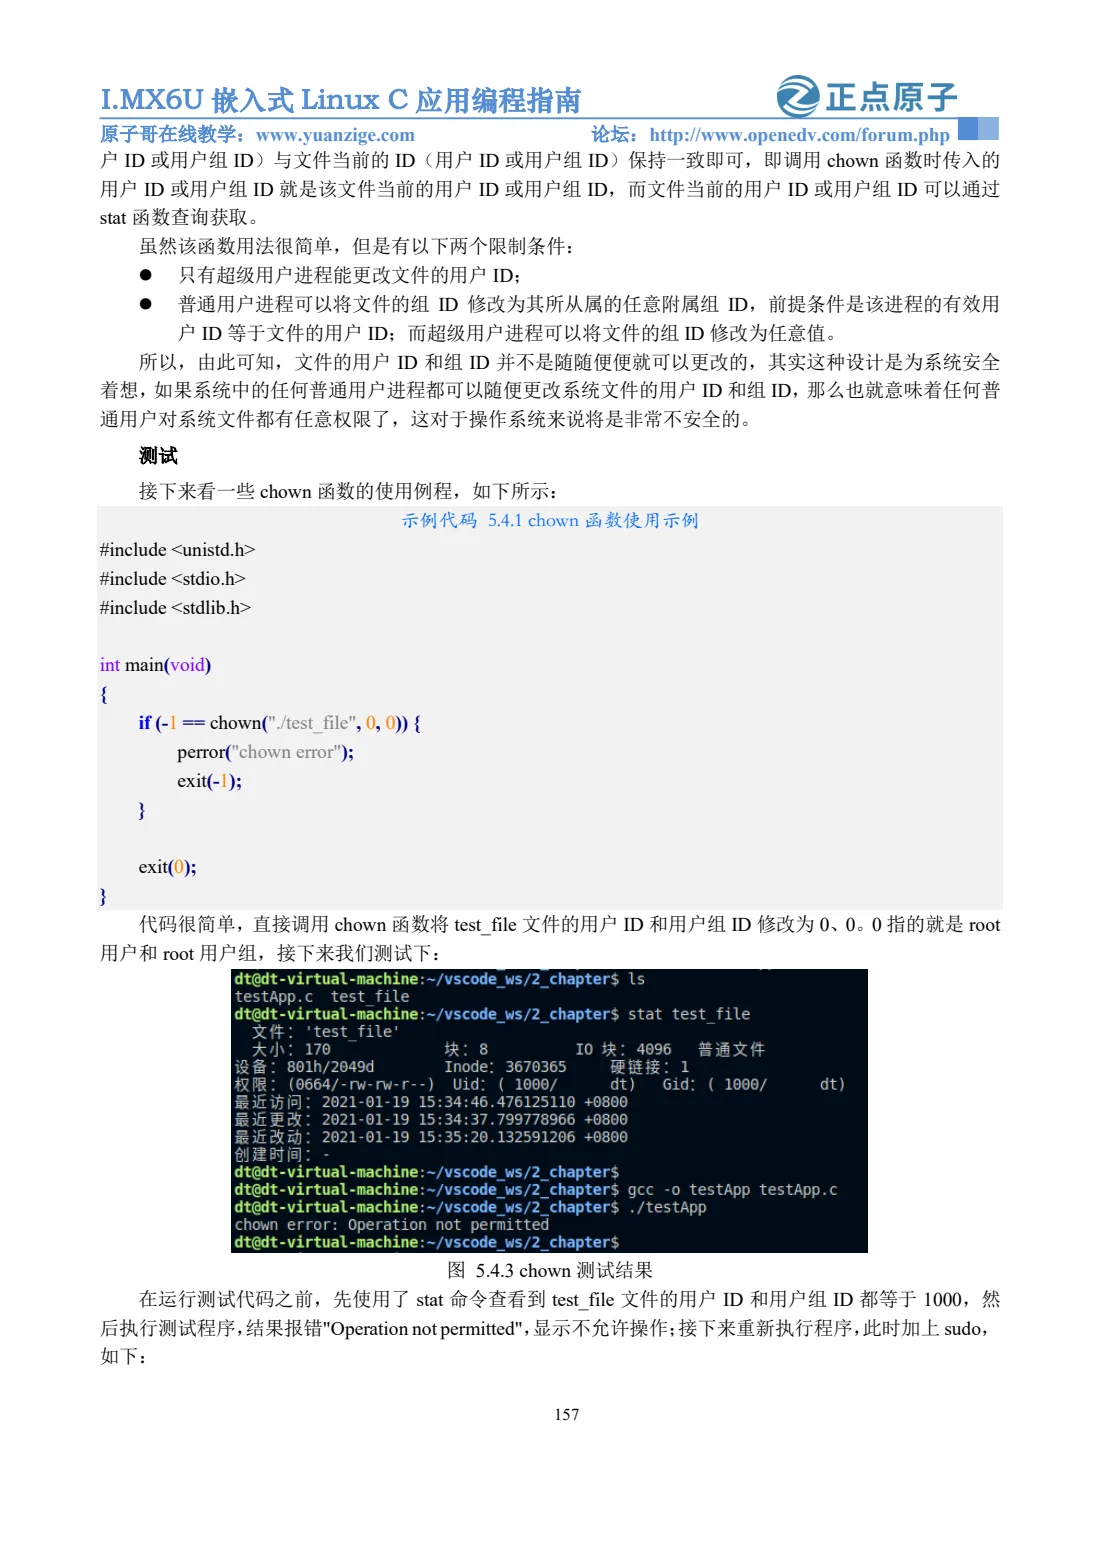 I.MX6U 嵌入式 Linux C 应用编程指南
正点原子
原子哥在线教学：www.yuanzige.com 论坛：http://www.openedv.com/forum.php
户 ID 或用户组 ID）与文件当前的 ID（用户 ID 或用户组 ID）保持一致即可，即调用 chown 函数时传入的
用户 ID 或用户组 ID 就是该文件当前的用户 ID 或用户组 ID，而文件当前的用户 ID 或用户组 ID 可以通过
stat 函数查询获取。
虽然该函数用法很简单，但是有以下两个限制条件：
● 只有超级用户进程能更改文件的用户 ID；
● 普通用户进程可以将文件的组 ID 修改为其所从属的任意附属组 ID，前提条件是该进程的有效用
户 ID 等于文件的用户 ID；而超级用户进程可以将文件的组 ID 修改为任意值。
所以，由此可知，文件的用户 ID 和组 ID 并不是随随便便就可以更改的，其实这种设计是为系统安全
着想，如果系统中的任何普通用户进程都可以随便更改系统文件的用户 ID 和组 ID，那么也就意味着任何普
通用户对系统文件都有任意权限了，这对于操作系统来说将是非常不安全的。
测试
接下来看一些 chown 函数的使用例程，如下所示：
示例代码 5.4.1 chown 函数使用示例
#include <unistd.h>
#include <stdio.h>
#include <stdlib.h>
int main(void)
{
if (-1 == chown("./test_file", 0, 0)) {
perror("chown error");
exit(-1);
}
exit(0);
}
代码很简单，直接调用 chown 函数将 test_file 文件的用户 ID 和用户组 ID 修改为 0、0。0 指的就是 root
用户和 root 用户组，接下来我们测试下：
dt@dt-virtual-machine:~/vscode_ws/2_chapter$ ls
testApp.c test_file
dt@dt-virtual-machine:~/vscode_ws/2_chapter$ stat test_file
文件：'test_file'
大小：170 块：8 IO 块：4096 普通文件
设备：801h/2049d Inode：3670365 硬链接：1
权限：(0664/-rw-rw-r--) Uid：( 1000/ dt) Gid：( 1000/ dt)
最近访问：2021-01-19 15:34:46.476125110 +0800
最近更改：2021-01-19 15:34:37.799778966 +0800
最近改动：2021-01-19 15:35:20.132591206 +0800
创建时间：-
dt@dt-virtual-machine:~/vscode_ws/2_chapter$
dt@dt-virtual-machine:~/vscode_ws/2_chapter$ gcc -o testApp testApp.c
dt@dt-virtual-machine:~/vscode_ws/2_chapter$ ./testApp
chown error: Operation not permitted
dt@dt-virtual-machine:~/vscode_ws/2_chapter$
图 5.4.3 chown 测试结果
在运行测试代码之前，先使用了 stat 命令查看到 test_file 文件的用户 ID 和用户组 ID 都等于 1000，然
后执行测试程序，结果报错"Operation not permitted"，显示不允许操作；接下来重新执行程序，此时加上 sudo，
如下：
157